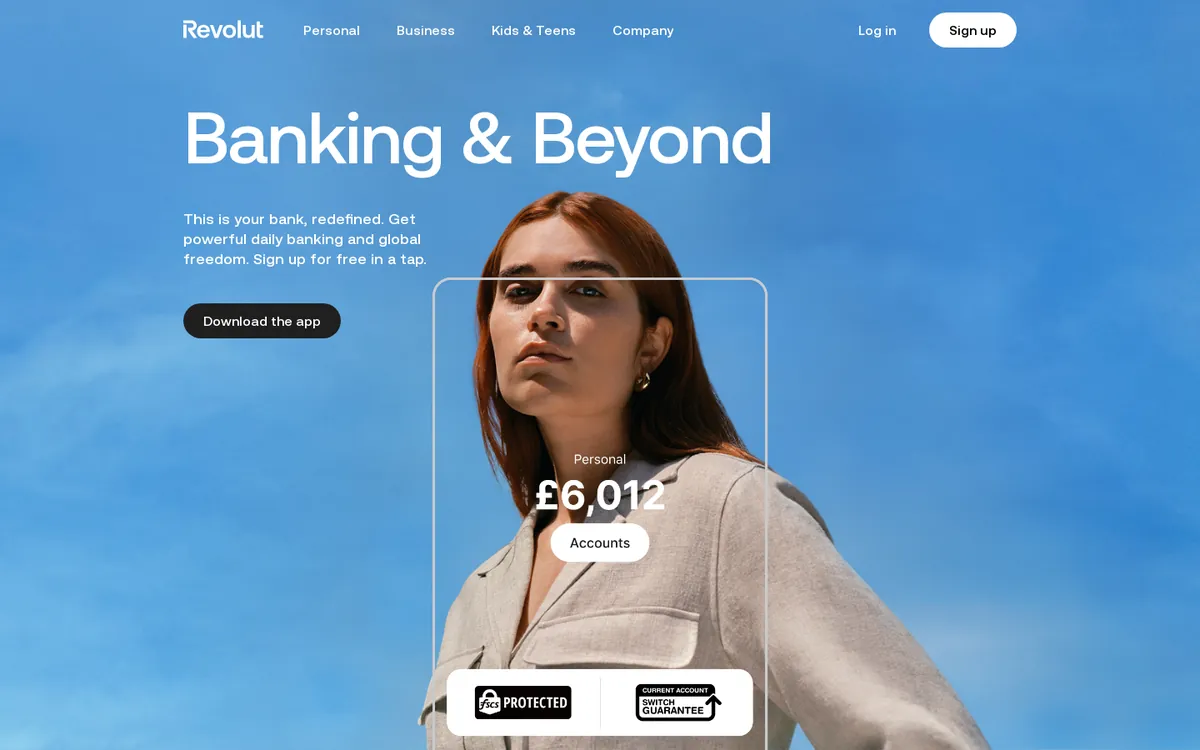 Revolut
Personal
Business
Kids & Teens
Company
Log in
Sign up
Banking & Beyond
This is your bank, redefined. Get
powerful daily banking and global
freedom. Sign up for free in a tap.
Download the app
Personal
£6,012
Accounts
fscs PROTECTED
CURRENT ACCOUNT
SWITCH
GUARANTEE